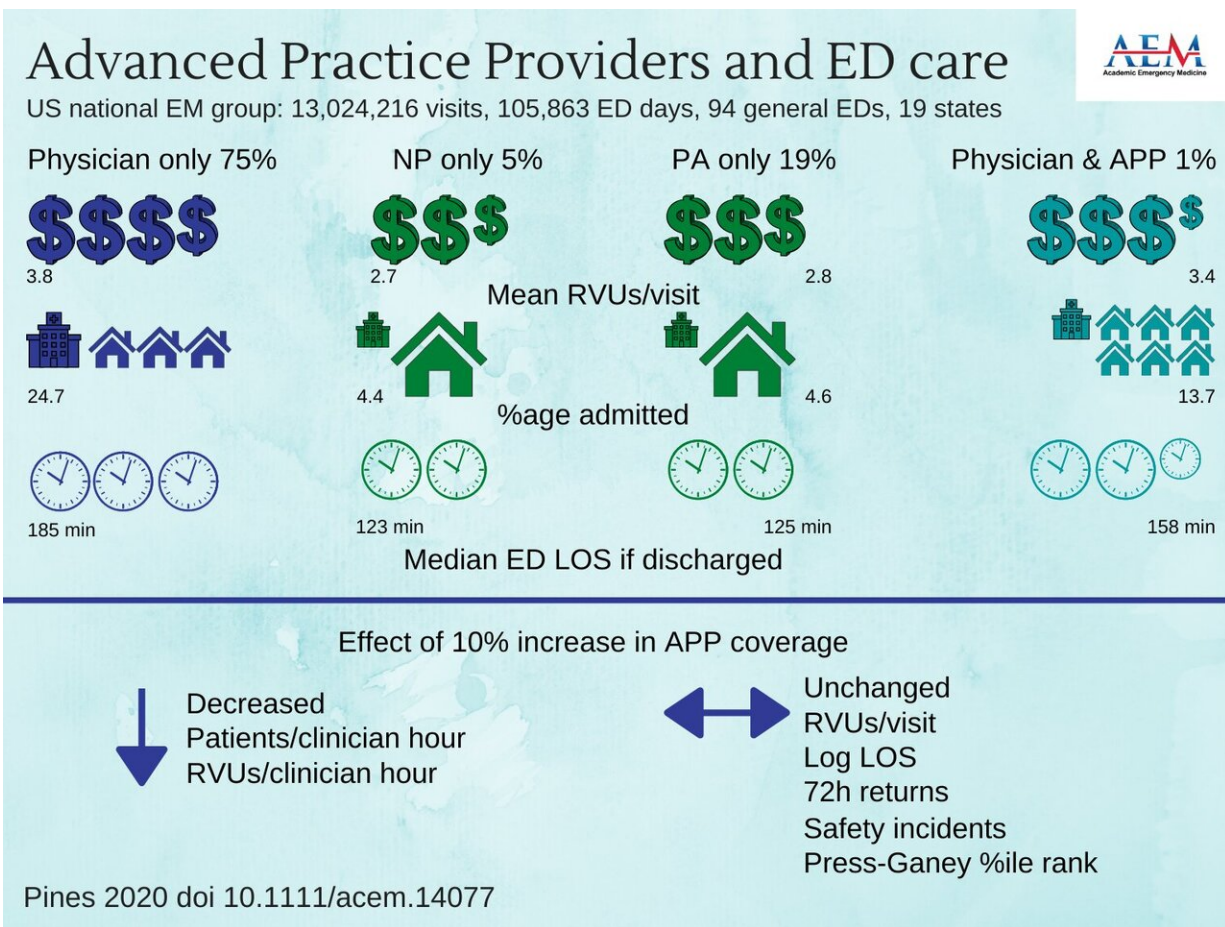 Advanced Practice Providers and ED care
AEM
Academic Emergency Medicine
US national EM group: 13,024,216 visits, 105,863 ED days, 94 general EDs, 19 states
Physician only 75%
NP only 5%
PA only 19%
Physician & APP 1%
$$$$
$$$
$$$
$$$$
3.8
2.7
2.8
3.4
Mean RVUs/visit
24.7
4.4
4.6
13.7
%age admitted
185 min
123 min
125 min
158 min
Median ED LOS if discharged
Effect of 10% increase in APP coverage
Decreased
Patients/clinician hour
RVUs/clinician hour
Unchanged
RVUs/visit
Log LOS
72h returns
Safety incidents
Press-Ganey %ile rank
Pines 2020 doi 10.1111/acem.14077